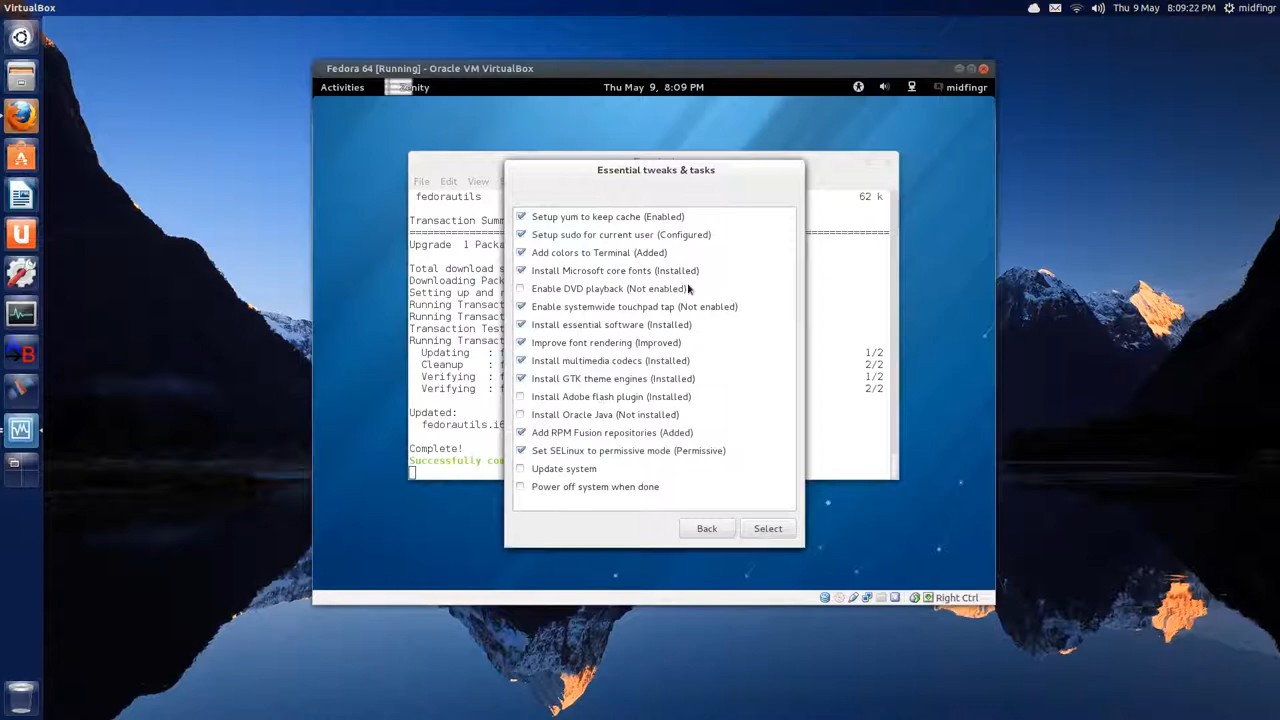 VirtualBox
Thu 9 May 8:09:22 PM midfingr
Fedora 64 [Running] - Oracle VM VirtualBox
Activities
Thu May 9, 8:09 PM
midfingr
Essential tweaks & tasks
File Edit View
fedorautils
62 k
Transaction Summ
Upgrade 1 Packa
Total download s
Downloading Pack
Setting up and r
Running Transact
Running Transact
Transaction Test
Running Transact
Updating : f
1/2
Cleanup : f
2/2
Verifying : f
1/2
Verifying : f
2/2
Updated:
fedorautils.i6
Complete!
Successfully com
Setup yum to keep cache (Enabled)
Setup sudo for current user (Configured)
Add colors to Terminal (Added)
Install Microsoft core fonts (Installed)
Enable DVD playback (Not enabled)
Enable systemwide touchpad tap (Not enabled)
Install essential software (Installed)
Improve font rendering (Improved)
Install multimedia codecs (Installed)
Install GTK theme engines (Installed)
Install Adobe flash plugin (Installed)
Install Oracle Java (Not installed)
Add RPM Fusion repositories (Added)
Set SELinux to permissive mode (Permissive)
Update system
Power off system when done
Back
Select
Right Ctrl